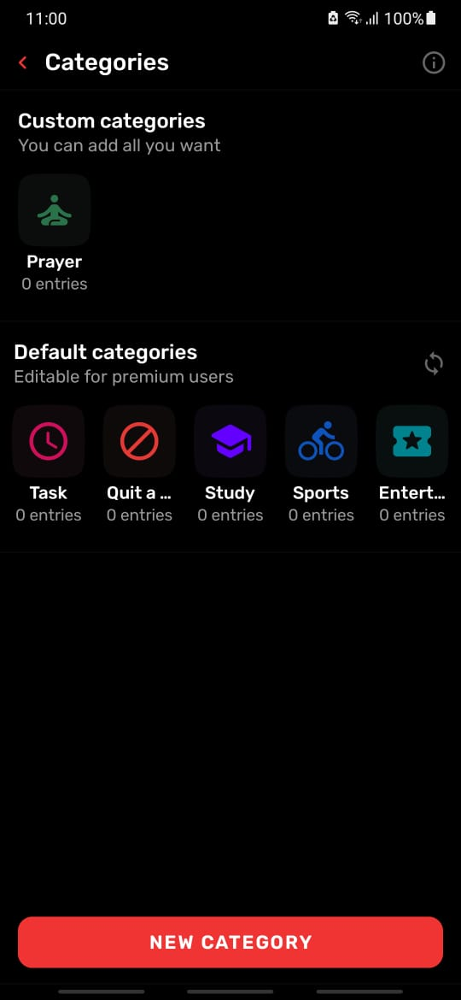 11:00 100%
Categories
Custom categories
You can add all you want
Prayer
0 entries
Default categories
Editable for premium users
Task Quit a ... Study Sports Entert...
0 entries 0 entries 0 entries 0 entries 0 entries
NEW CATEGORY